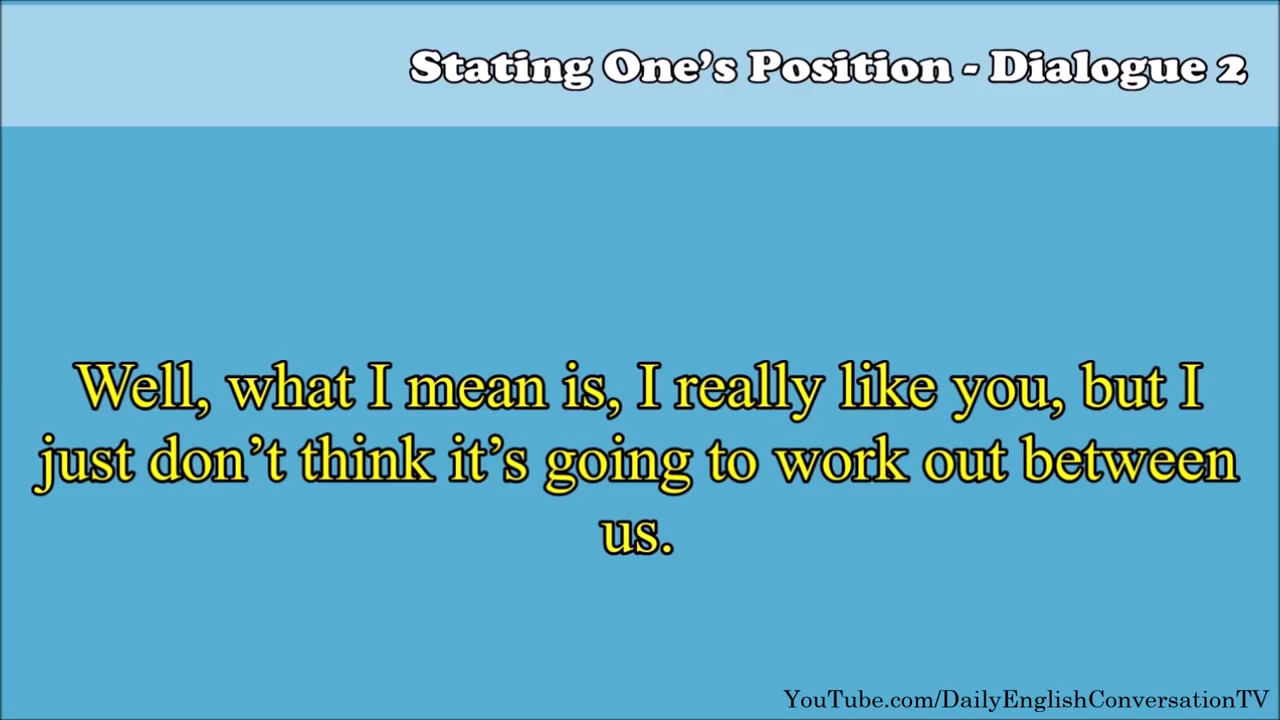 Stating One’s Position - Dialogue 2
Well, what I mean is, I really like you, but I
just don’t think it’s going to work out between
us.
YouTube.com/DailyEnglishConversationTV